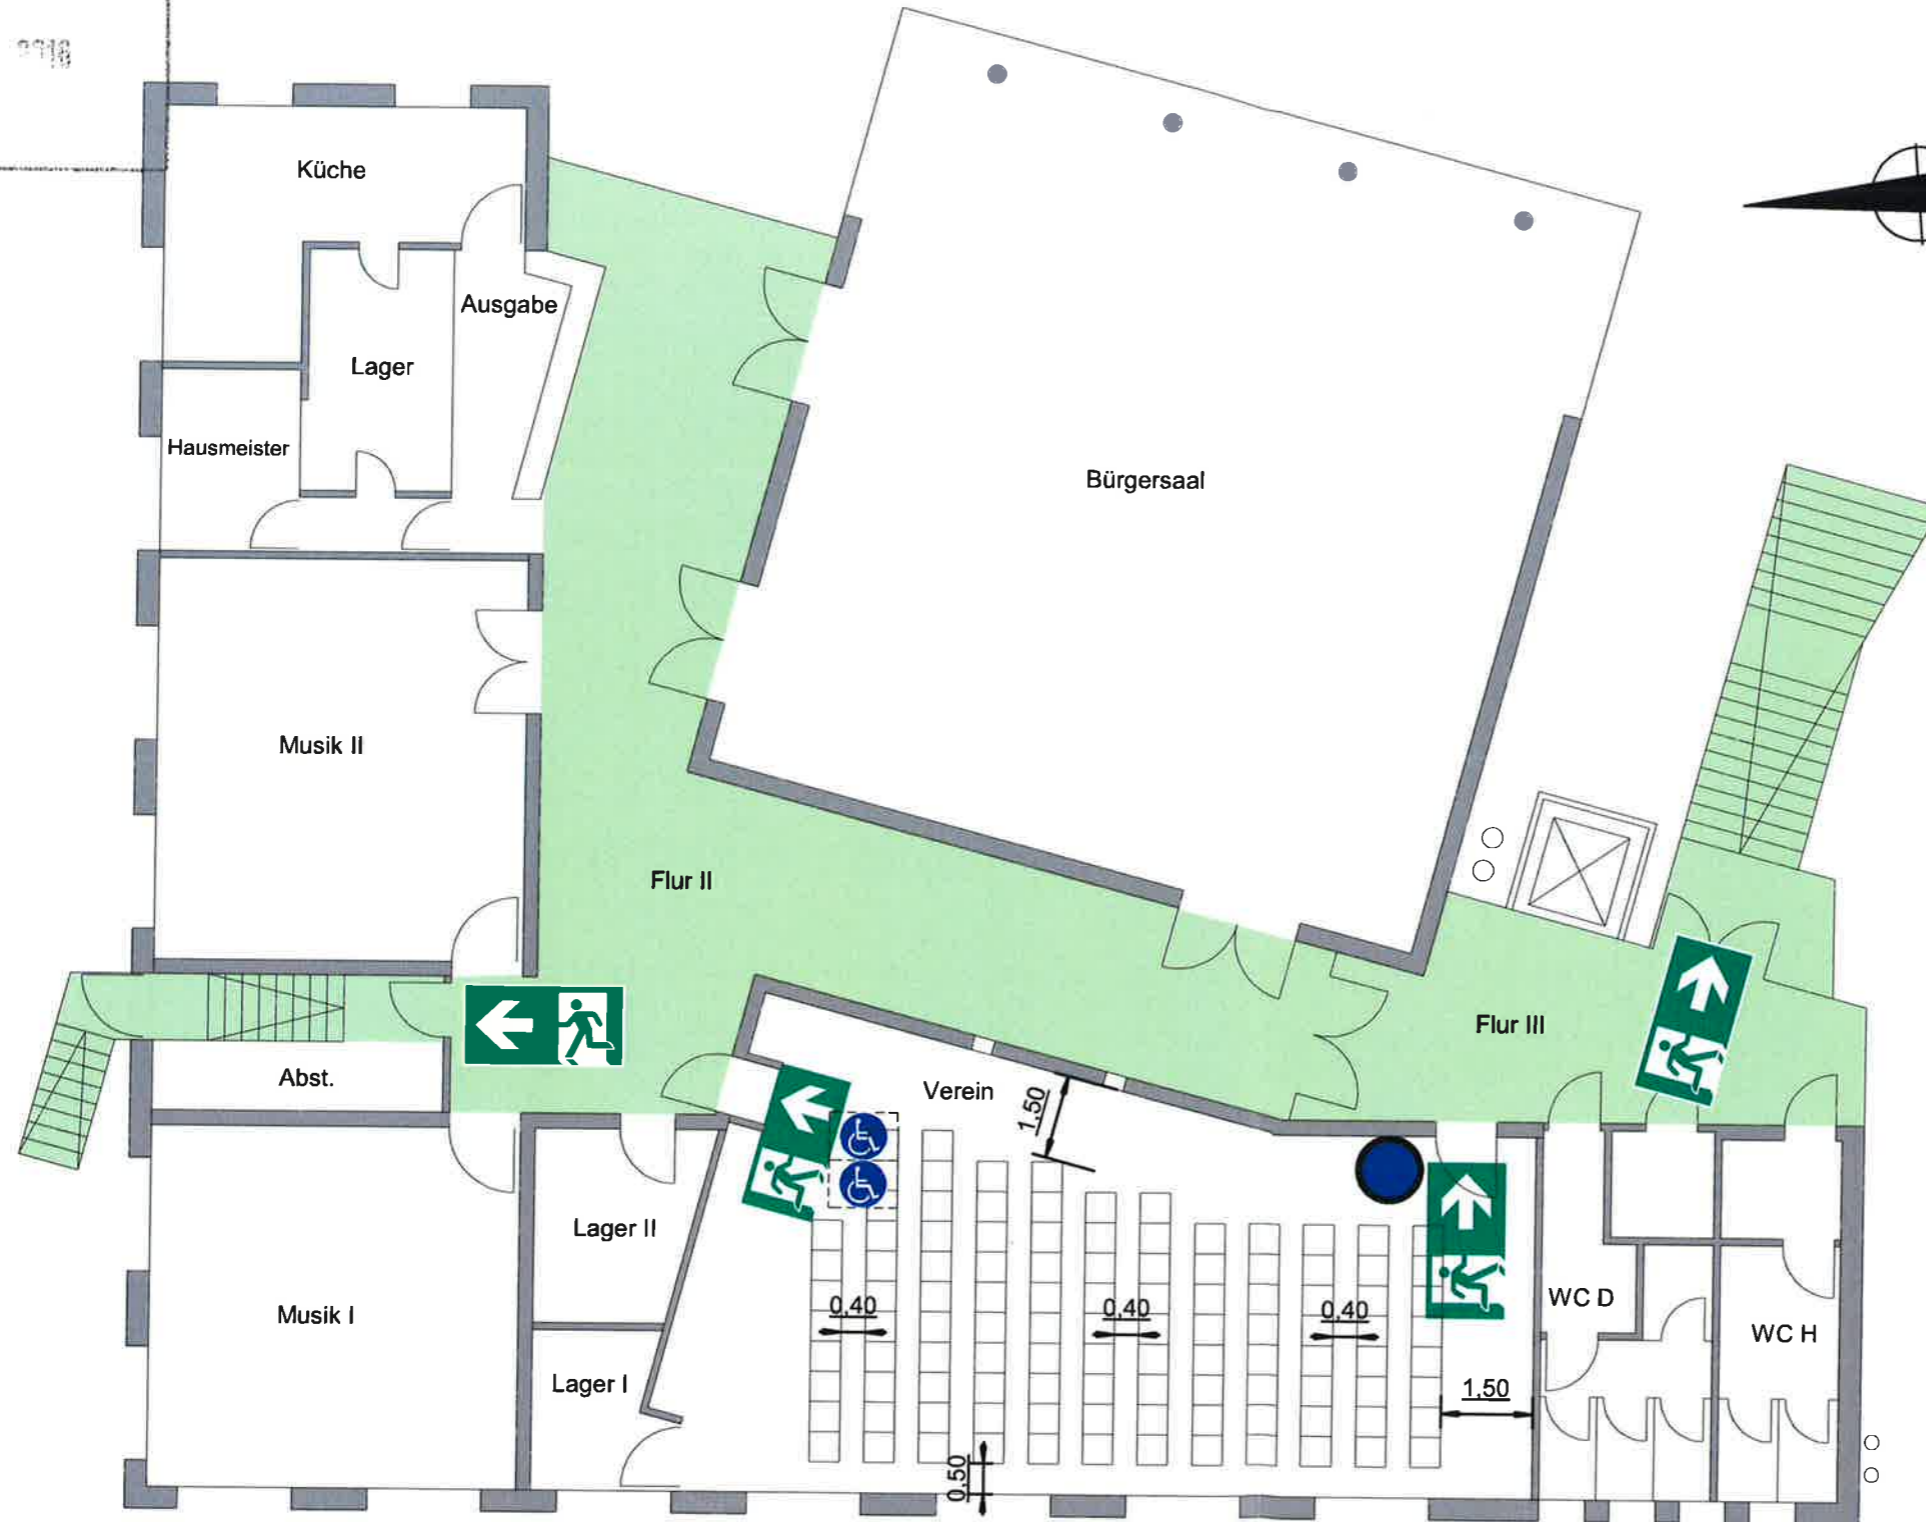 Küche
Ausgabe
Lager
Hausmeister
Bürgersaal
Musik II
Flur II
Flur III
Abst.
Verein
1,50
Lager II
Musik I
Lager I
0,40
0,40
0,40
1,50
0,50
WC D
WC H